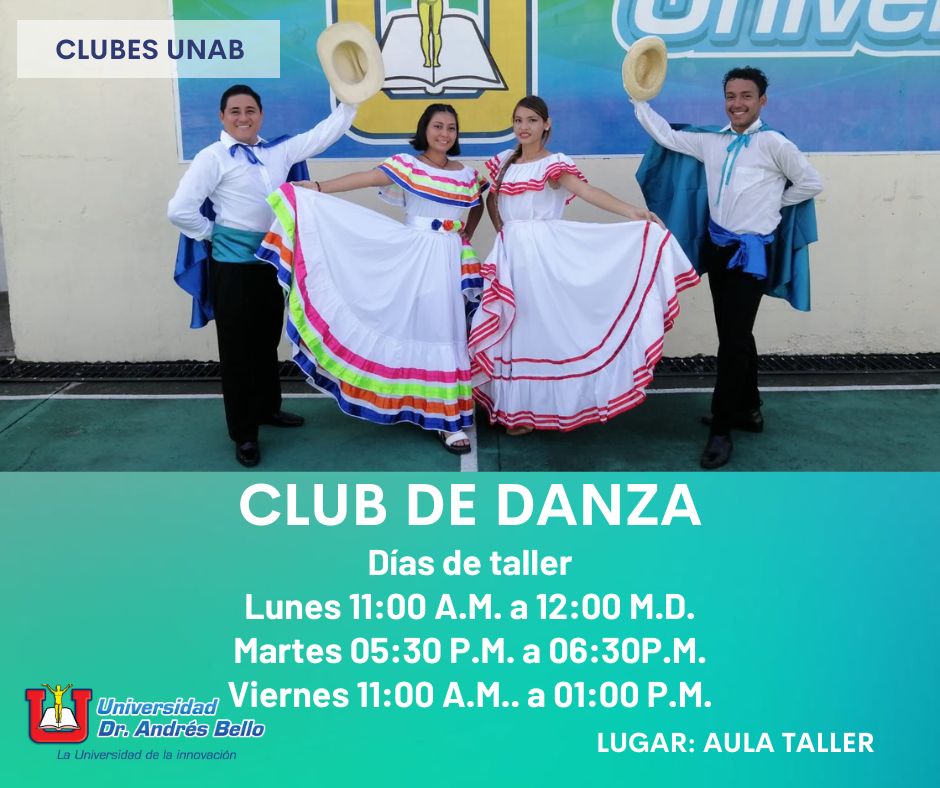 CLUBES UNAB
Univer
CLUB DE DANZA
Días de taller
Lunes 11:00 A.M. a 12:00 M.D.
Martes 05:30 P.M. a 06:30P.M.
Viernes 11:00 A.M.. a 01:00 P.M.
U Universidad
Dr. Andrés Bello
La Universidad de la innovación
LUGAR: AULA TALLER